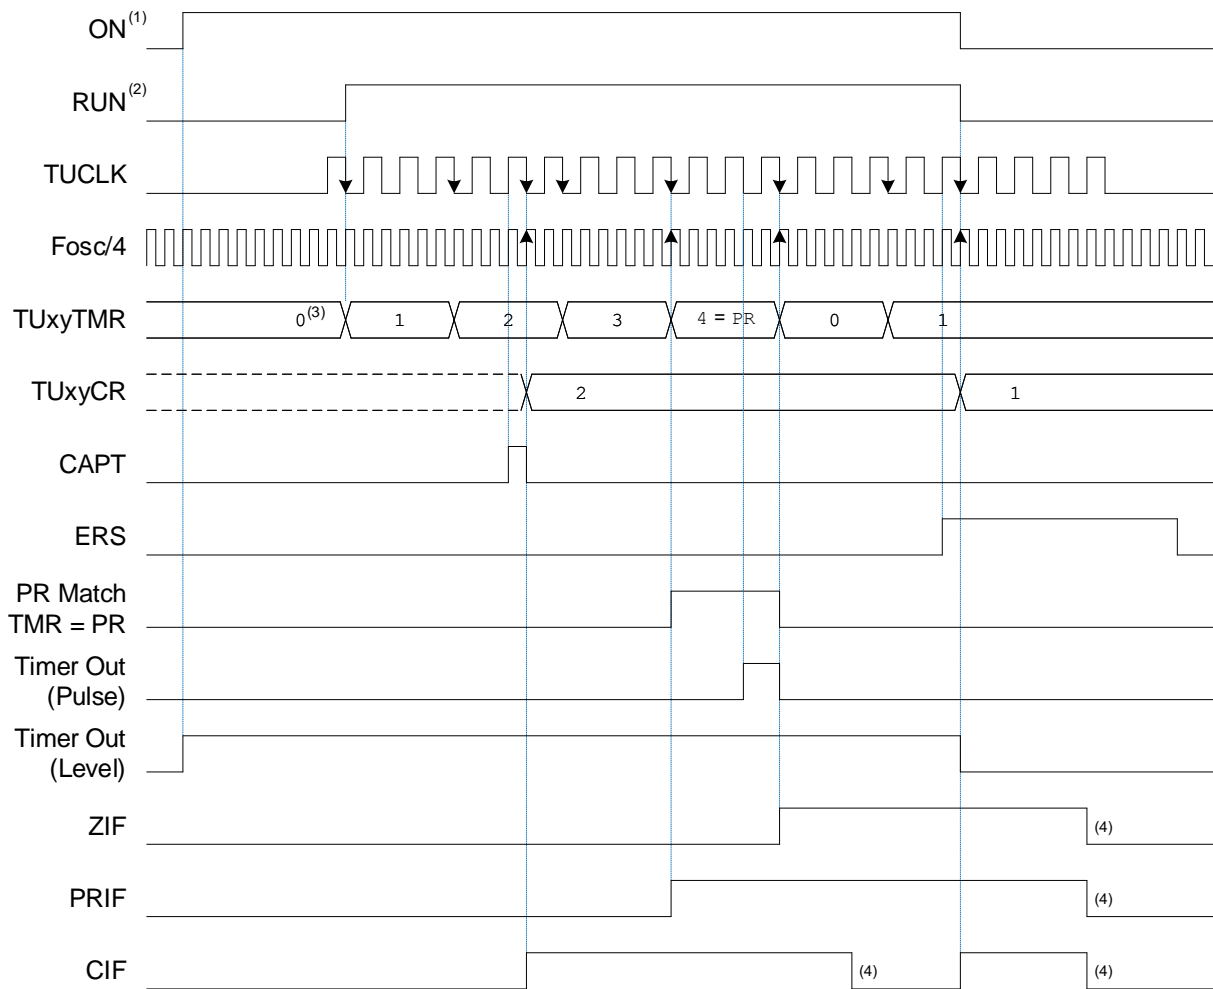 ON(1)
RUN(2)
TUCLK
Fosc/4
TUxyTMR 0(3) 1 2 3 4 = PR 0 1
TUxyCR 2 1
CAPT
ERS
PR Match
TMR = PR
Timer Out
(Pulse)
Timer Out
(Level)
ZIF (4)
PRIF (4)
CIF (4) (4)